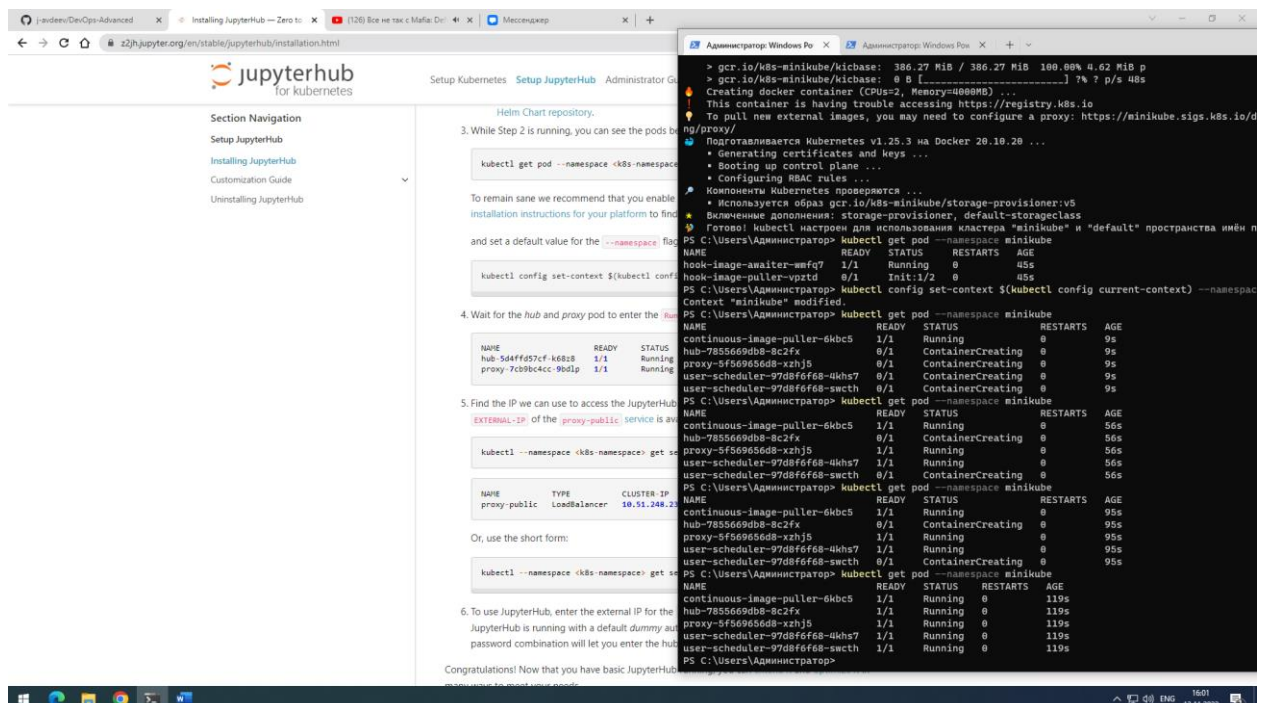 j-avdeev/DevOps-Advanced
Installing JupyterHub — Zero to
(126) Все не так с Mafia: De
Мессенджер
z2jh.jupyter.org/en/stable/jupyterhub/installation.html
jupyterhub
for kubernetes
Setup Kubernetes Setup JupyterHub Administrator Gu
Section Navigation
Setup JupyterHub
Installing JupyterHub
Customization Guide
Uninstalling JupyterHub
Helm Chart repository.
3. While Step 2 is running, you can see the pods be
kubectl get pod --namespace <k8s-namespace
To remain sane we recommend that you enable
installation instructions for your platform to find
and set a default value for the --namespace flag
kubectl config set-context $(kubectl confi
4. Wait for the hub and proxy pod to enter the Run
NAME READY STATUS
hub-5d4ffd57cf-k68z8 1/1 Running
proxy-7cb9bc4cc-9bdlp 1/1 Running
5. Find the IP we can use to access the JupyterHub
EXTERNAL-IP of the proxy-public service is ava
kubectl --namespace <k8s-namespace> get se
NAME TYPE CLUSTER-IP
proxy-public LoadBalancer 10.51.248.23
Or, use the short form:
kubectl --namespace <k8s-namespace> get se
6. To use JupyterHub, enter the external IP for the
JupyterHub is running with a default dummy aut
password combination will let you enter the hub
Congratulations! Now that you have basic JupyterHub
many ways to meet your needs
Администратор: Windows Po
Администратор: Windows Pow
> gcr.io/k8s-minikube/kicbase: 386.27 MiB / 386.27 MiB 100.00% 4.62 MiB p
> gcr.io/k8s-minikube/kicbase: 0 B [________________________] ?% ? p/s 48s
Creating docker container (CPUs=2, Memory=4000MB) ...
! This container is having trouble accessing https://registry.k8s.io
To pull new external images, you may need to configure a proxy: https://minikube.sigs.k8s.io/d
ng/proxy/
Подготавливается Kubernetes v1.25.3 на Docker 20.10.20 ...
▪ Generating certificates and keys ...
▪ Booting up control plane ...
▪ Configuring RBAC rules ...
Компоненты Kubernetes проверяются ...
▪ Используется образ gcr.io/k8s-minikube/storage-provisioner:v5
Включенные дополнения: storage-provisioner, default-storageclass
Готово! kubectl настроен для использования кластера "minikube" и "default" пространства имён п
PS C:\Users\Администратор> kubectl get pod --namespace minikube
NAME READY STATUS RESTARTS AGE
hook-image-awaiter-wmfq7 1/1 Running 0 45s
hook-image-puller-vpztd 0/1 Init:1/2 0 45s
PS C:\Users\Администратор> kubectl config set-context $(kubectl config current-context) --namespac
Context "minikube" modified.
PS C:\Users\Администратор> kubectl get pod --namespace minikube
NAME READY STATUS RESTARTS AGE
continuous-image-puller-6kbc5 1/1 Running 0 9s
hub-7855669db8-8c2fx 0/1 ContainerCreating 0 9s
proxy-5f569656d8-xzhj5 0/1 ContainerCreating 0 9s
user-scheduler-97d8f6f68-4khs7 0/1 ContainerCreating 0 9s
user-scheduler-97d8f6f68-swcth 0/1 ContainerCreating 0 9s
PS C:\Users\Администратор> kubectl get pod --namespace minikube
NAME READY STATUS RESTARTS AGE
continuous-image-puller-6kbc5 1/1 Running 0 56s
hub-7855669db8-8c2fx 0/1 ContainerCreating 0 56s
proxy-5f569656d8-xzhj5 1/1 Running 0 56s
user-scheduler-97d8f6f68-4khs7 1/1 Running 0 56s
user-scheduler-97d8f6f68-swcth 0/1 ContainerCreating 0 56s
PS C:\Users\Администратор> kubectl get pod --namespace minikube
NAME READY STATUS RESTARTS AGE
continuous-image-puller-6kbc5 1/1 Running 0 95s
hub-7855669db8-8c2fx 0/1 ContainerCreating 0 95s
proxy-5f569656d8-xzhj5 1/1 Running 0 95s
user-scheduler-97d8f6f68-4khs7 1/1 Running 0 95s
user-scheduler-97d8f6f68-swcth 0/1 ContainerCreating 0 95s
PS C:\Users\Администратор> kubectl get pod --namespace minikube
NAME READY STATUS RESTARTS AGE
continuous-image-puller-6kbc5 1/1 Running 0 119s
hub-7855669db8-8c2fx 1/1 Running 0 119s
proxy-5f569656d8-xzhj5 1/1 Running 0 119s
user-scheduler-97d8f6f68-4khs7 1/1 Running 0 119s
user-scheduler-97d8f6f68-swcth 1/1 Running 0 119s
PS C:\Users\Администратор>
ENG
16:01